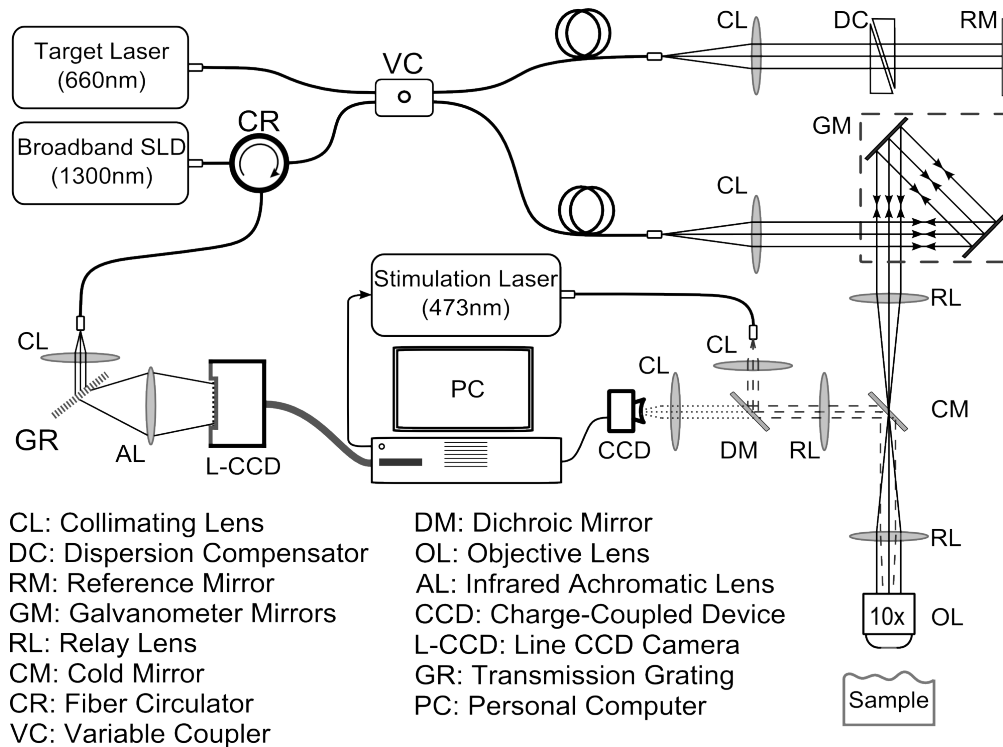 Target Laser
(660nm)
VC
CL
DC
RM
Broadband SLD
(1300nm)
CR
GM
CL
Stimulation Laser
(473nm)
RL
CL
CL
CL
PC
CM
GR
AL
L-CCD
CCD
DM
RL
RL
10x
OL
Sample
CL: Collimating Lens
DC: Dispersion Compensator
RM: Reference Mirror
GM: Galvanometer Mirrors
RL: Relay Lens
CM: Cold Mirror
CR: Fiber Circulator
VC: Variable Coupler
DM: Dichroic Mirror
OL: Objective Lens
AL: Infrared Achromatic Lens
CCD: Charge-Coupled Device
L-CCD: Line CCD Camera
GR: Transmission Grating
PC: Personal Computer